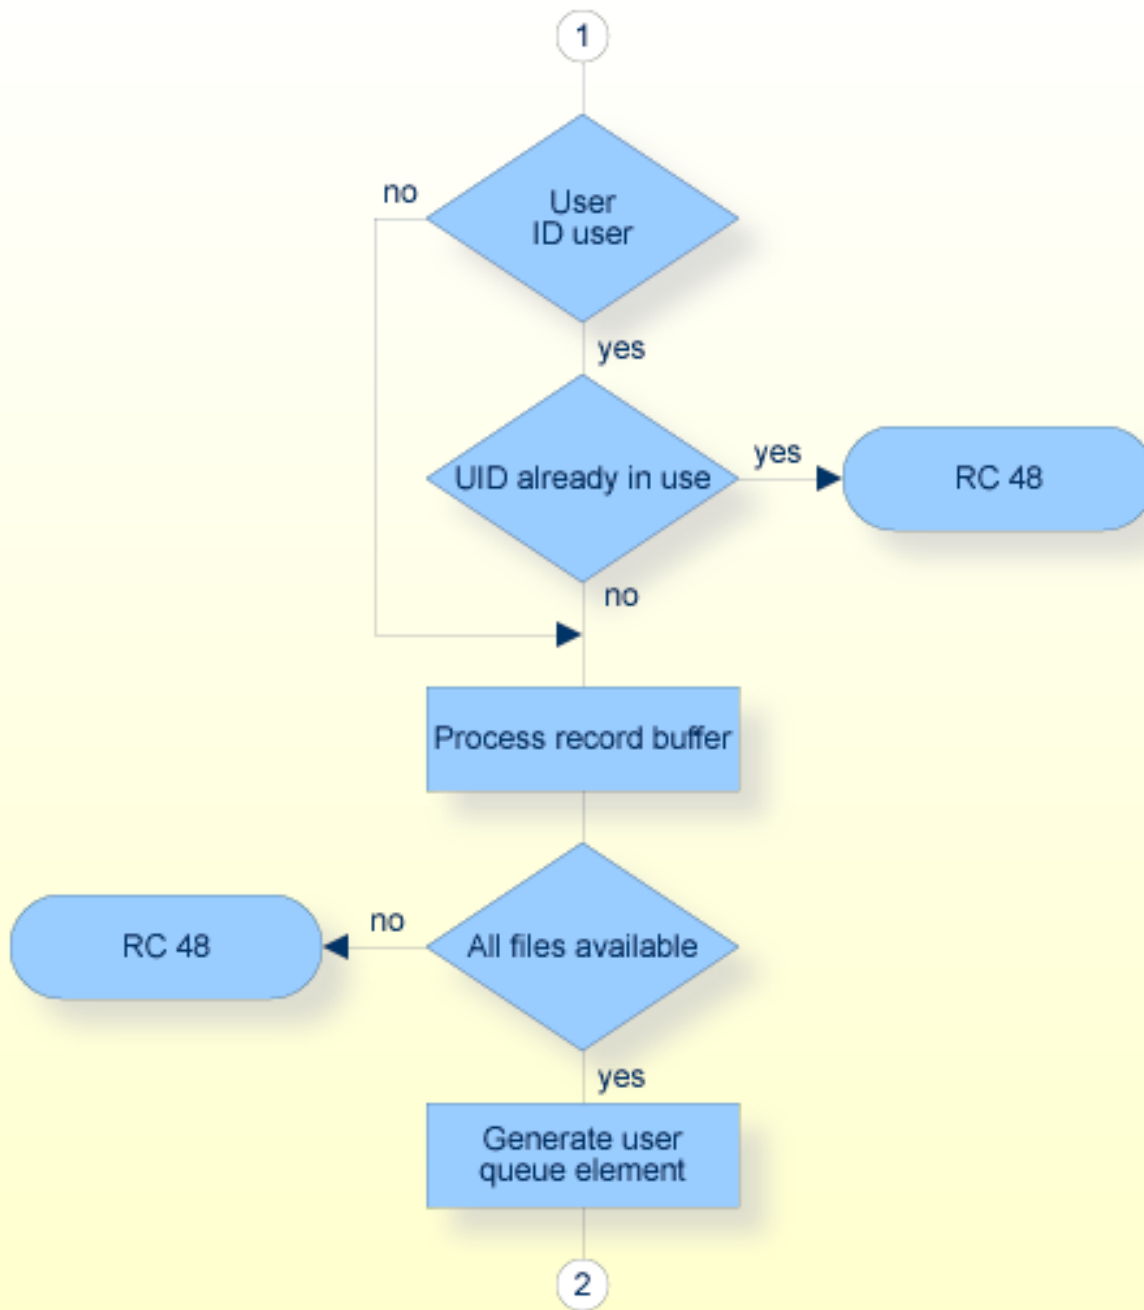 1
no
User
ID user
yes
UID already in use
yes
RC 48
no
Process record buffer
RC 48
no
All files available
yes
Generate user
queue element
2